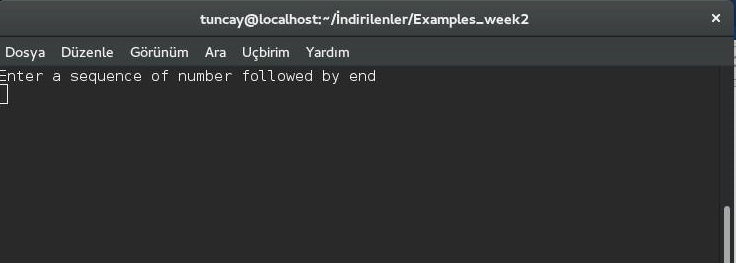 tuncay@localhost:~/İndirilenler/Examples_week2
Dosya Düzenle Görünüm Ara Uçbirim Yardım
Enter a sequence of number followed by end